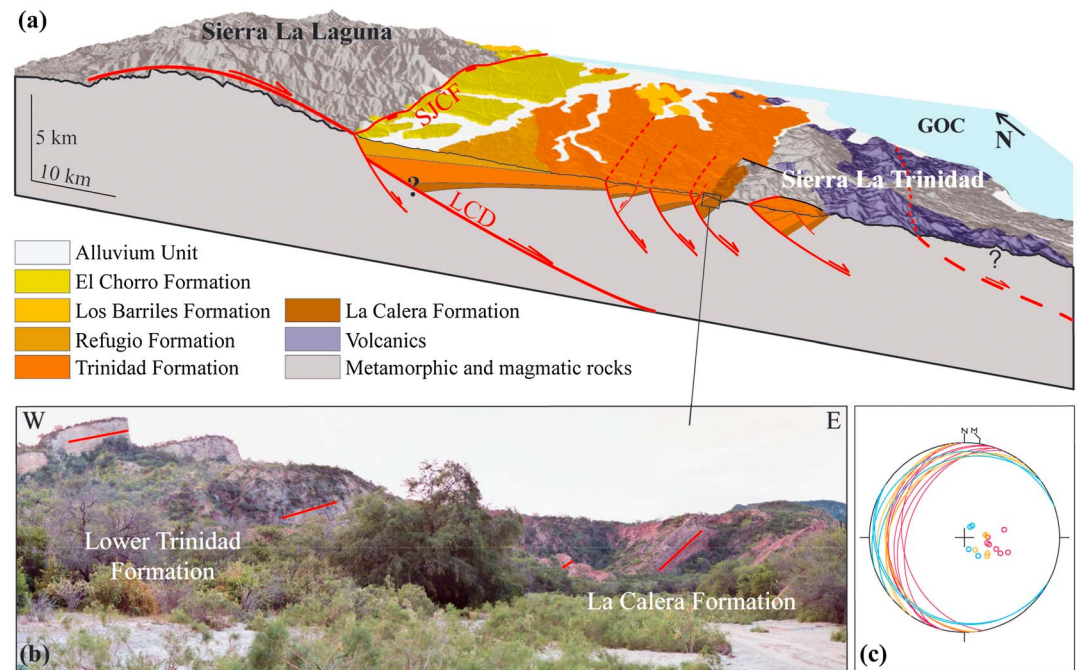 (a)
Sierra La Laguna
SJCF
GOC
N
5 km
10 km
Sierra La Trinidad
?
LCD
?
Alluvium Unit
El Chorro Formation
Los Barriles Formation
Refugio Formation
Trinidad Formation
La Calera Formation
Volcanics
Metamorphic and magmatic rocks
W
E
Lower Trinidad
Formation
La Calera Formation
(b)
N M
(c)